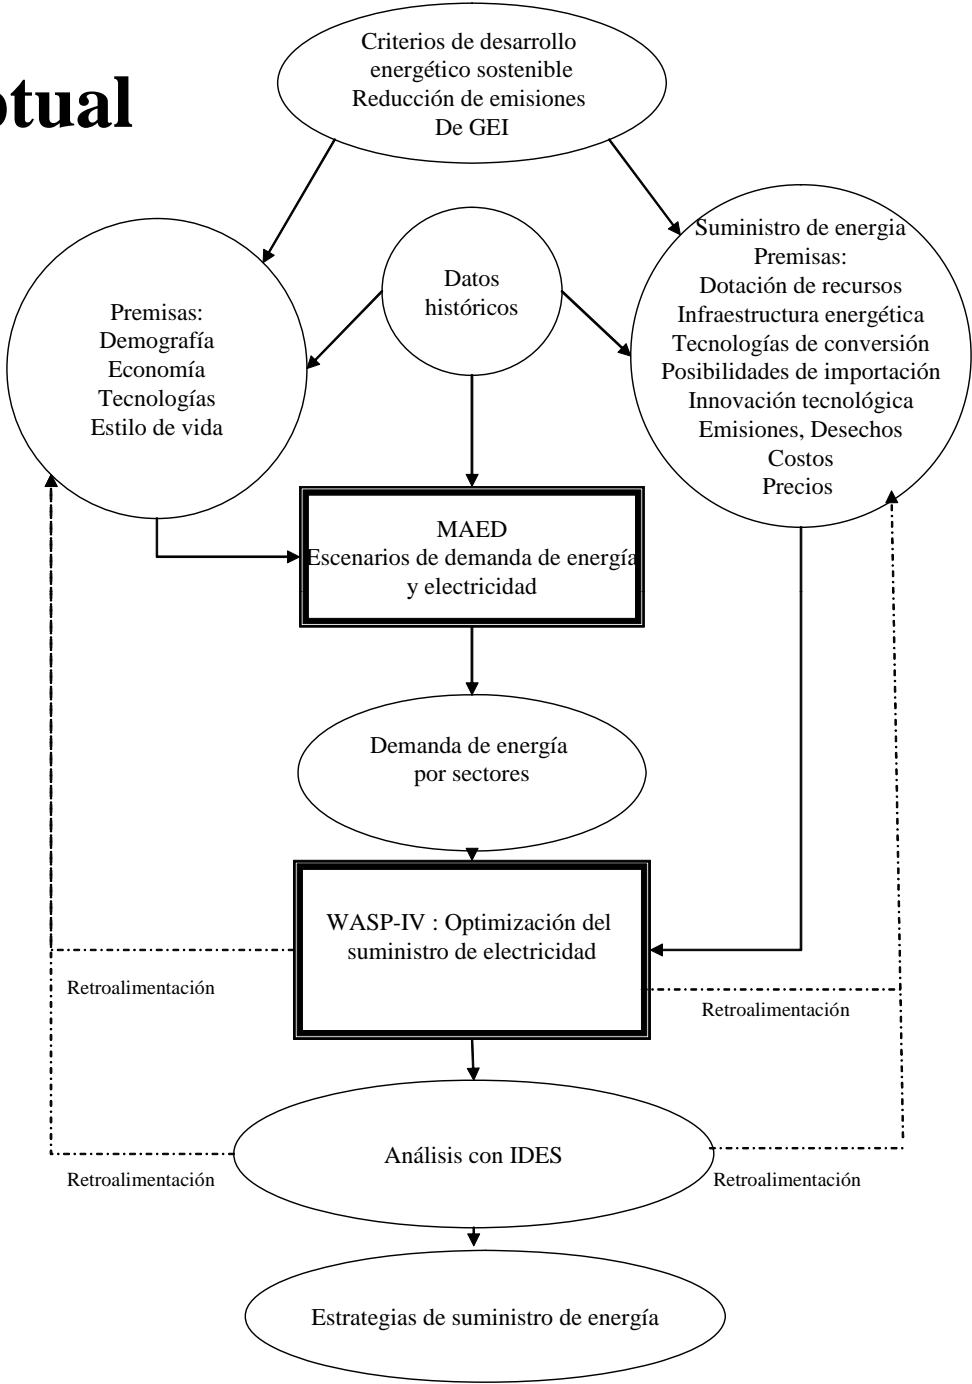 ptual
Criterios de desarrollo
energético sostenible
Reducción de emisiones
De GEI
Datos
históricos
Premisas:
Demografía
Economía
Tecnologías
Estilo de vida
Suministro de energia
Premisas:
Dotación de recursos
Infraestructura energética
Tecnologías de conversión
Posibilidades de importación
Innovación tecnológica
Emisiones, Desechos
Costos
Precios
MAED
Escenarios de demanda de energía
y electricidad
Demanda de energía
por sectores
WASP-IV : Optimización del
suministro de electricidad
Retroalimentación
Retroalimentación
Análisis con IDES
Retroalimentación
Retroalimentación
Estrategias de suministro de energía